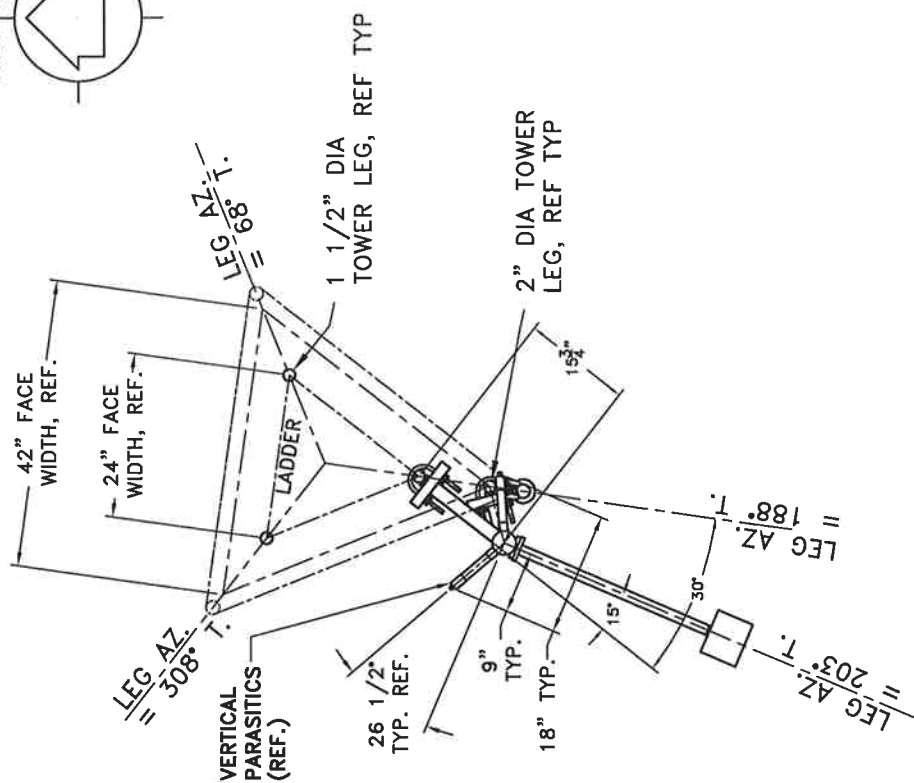 42" FACE
WIDTH, REF.
24" FACE
WIDTH, REF.
LEG AZ.
= 68° T.
1 1/2" DIA
TOWER LEG, REF TYP
LADDER
2" DIA TOWER
LEG, REF TYP
15 3/4"
LEG AZ.
= 308° T.
VERTICAL
PARASITICS
(REF.)
26 1/2°
TYP. REF.
9"
TYP.
18" TYP.
15°
30°
LEG AZ. T.
= 188°
LEG AZ. T.
= 203°